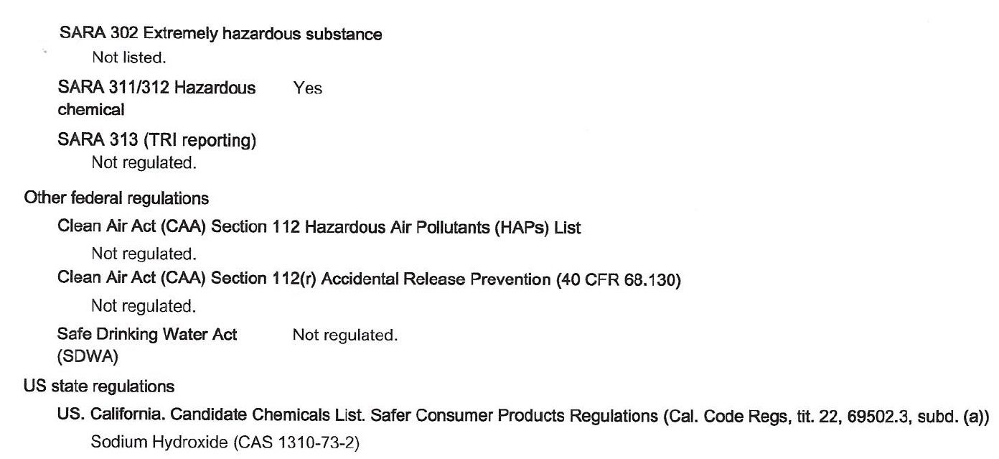 SARA 302 Extremely hazardous substance
Not listed.
SARA 311/312 Hazardous chemical Yes
SARA 313 (TRI reporting)
Not regulated.
Other federal regulations
Clean Air Act (CAA) Section 112 Hazardous Air Pollutants (HAPs) List
Not regulated.
Clean Air Act (CAA) Section 112(r) Accidental Release Prevention (40 CFR 68.130)
Not regulated.
Safe Drinking Water Act (SDWA) Not regulated.
US state regulations
US. California. Candidate Chemicals List. Safer Consumer Products Regulations (Cal. Code Regs, tit. 22, 69502.3, subd. (a))
Sodium Hydroxide (CAS 1310-73-2)